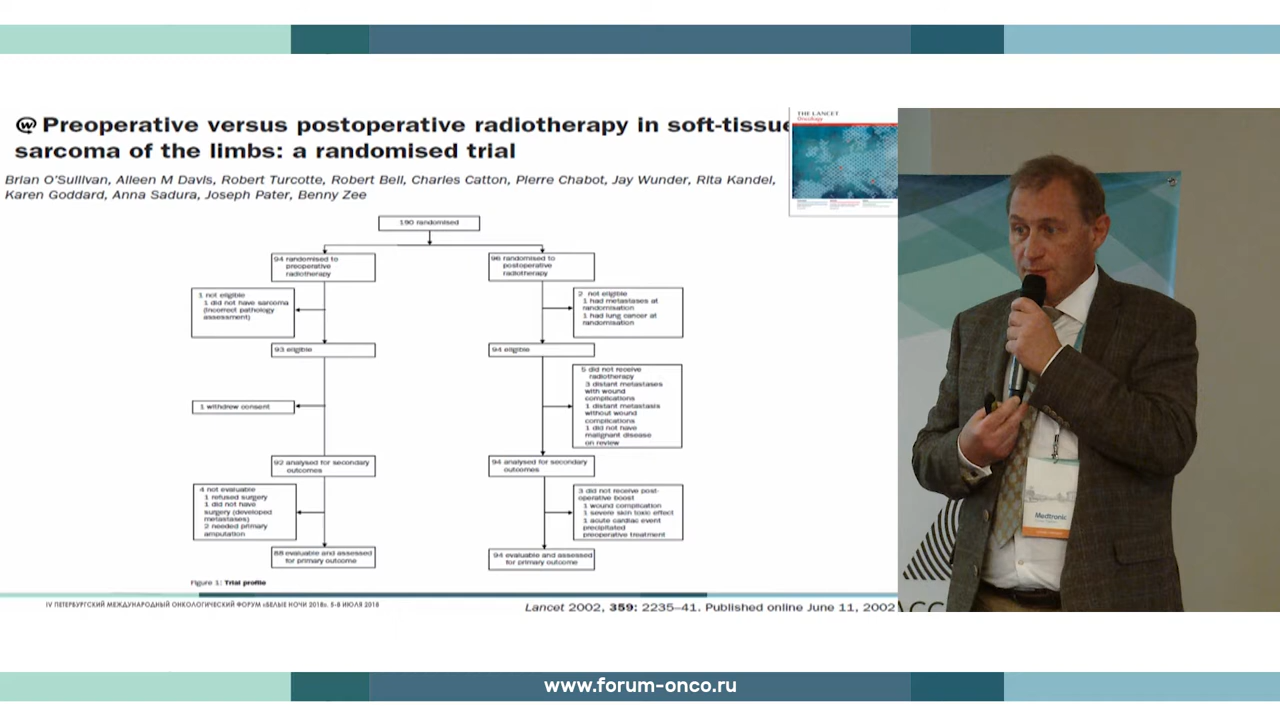 Preoperative versus postoperative radiotherapy in soft-tissue
sarcoma of the limbs: a randomised trial
Brian O'Sullivan, Aileen M Davis, Robert Turcotte, Robert Bell, Charles Catton, Pierre Chabot, Jay Wunder, Rita Kandel,
Karen Goddard, Anna Sadura, Joseph Pater, Benny Zee
THE LANCET
Oncology
190 randomised
94 randomised to
preoperative
radiotherapy
96 randomised to
postoperative
radiotherapy
1 not eligible
1 did not have sarcoma
(incorrect pathology
assessment)
2 not eligible
1 had metastases at
randomisation
1 had lung cancer at
randomisation
93 eligible
94 eligible
5 did not receive
radiotherapy
3 distant metastases
with wound
complications
1 distant metastasis
without wound
complications
1 did not have
malignant disease
on review
1 withdrew consent
92 analysed for secondary
outcomes
94 analysed for secondary
outcomes
4 not evaluable
1 refused surgery
1 did not have
surgery (developed
metastases)
2 needed primary
amputation
3 did not receive post-
operative boost
1 wound complication
1 severe skin toxic effect
1 acute cardiac event
precipitated
preoperative treatment
88 evaluable and assessed
for primary outcome
94 evaluable and assessed
for primary outcome
Figure 1: Trial profile
IV ПЕТЕРБУРГСКИЙ МЕЖДУНАРОДНЫЙ ОНКОЛОГИЧЕСКИЙ ФОРУМ «БЕЛЫЕ НОЧИ 2018». 5-8 ИЮЛЯ 2018
Lancet 2002, 359: 2235–41. Published online June 11, 2002
Medtronic
www.forum-onco.ru